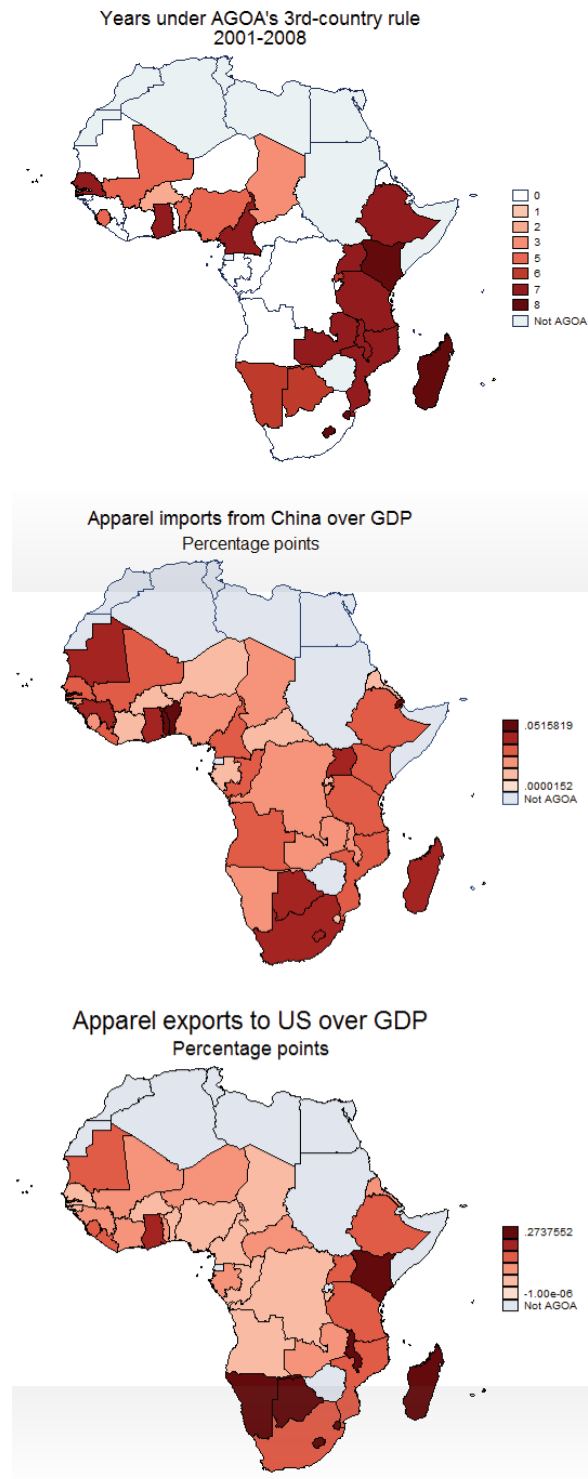 Years under AGOA's 3rd-country rule
2001-2008
0
1
2
3
5
6
7
8
Not AGOA
Apparel imports from China over GDP
Percentage points
.0515819
.0000152
Not AGOA
Apparel exports to US over GDP
Percentage points
.2737552
-1.00e-06
Not AGOA